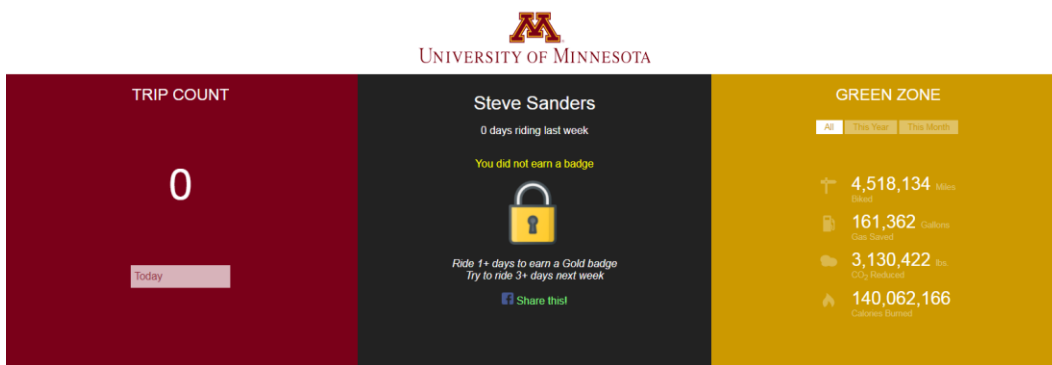 UNIVERSITY OF MINNESOTA
TRIP COUNT
0
Today
Steve Sanders
0 days riding last week
You did not earn a badge
Ride 1+ days to earn a Gold badge
Try to ride 3+ days next week
Share this!
GREEN ZONE
All This Year This Month
4,518,134 Miles
Biked
161,362 Gallons
Gas Saved
3,130,422 lbs.
CO₂ Reduced
140,062,166
Calories Burned